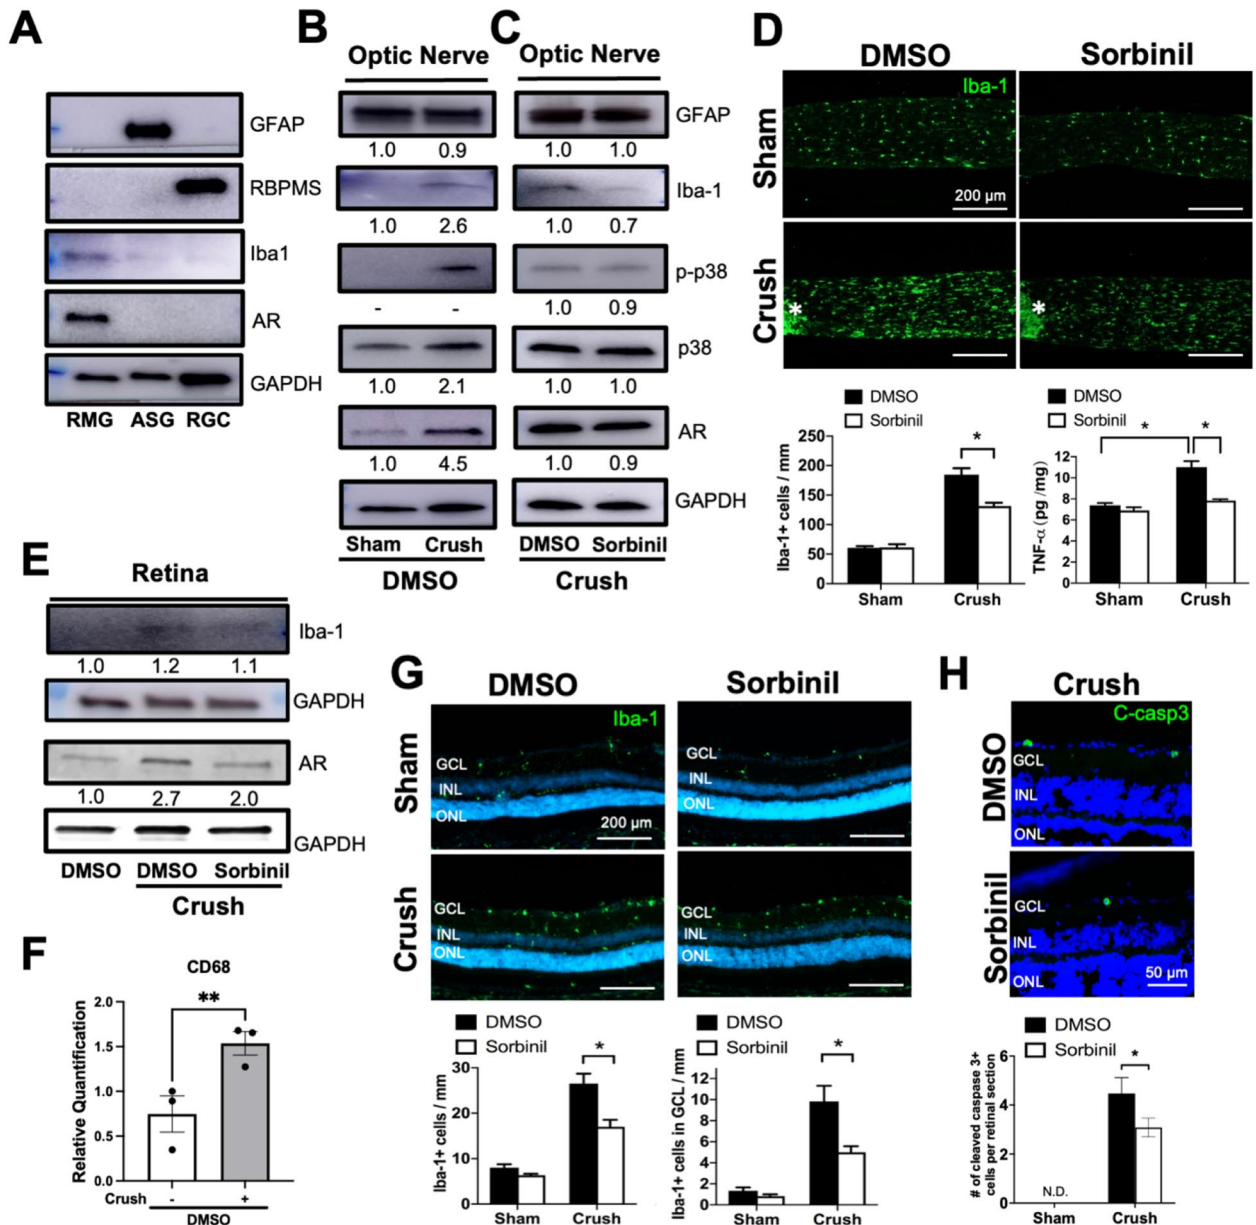 A
GFAP
RBPMS
Iba1
AR
GAPDH
RMG ASG RGC
B
Optic Nerve
1.0 0.9
1.0 2.6
- -
1.0 2.1
1.0 4.5
Sham Crush
DMSO
C
Optic Nerve
GFAP
1.0 1.0
Iba-1
1.0 0.7
p-p38
1.0 0.9
p38
1.0 1.0
AR
1.0 0.9
GAPDH
DMSO Sorbinil
Crush
D
DMSO Sorbinil
Iba-1
Sham
200 μm
Crush
*
*
DMSO
Sorbinil
Iba-1+ cells / mm
250
200
150
100
50
0
*
Sham Crush
DMSO
Sorbinil
TNF-α (pg /mg)
12
10
8
6
4
2
0
* *
Sham Crush
E
Retina
Iba-1
1.0 1.2 1.1
GAPDH
AR
1.0 2.7 2.0
GAPDH
DMSO DMSO Sorbinil
Crush
F
CD68
Relative Quantification
2.0
1.5
1.0
0.5
0.0
**
Crush - +
DMSO
G
DMSO Sorbinil
Sham
Iba-1
GCL
INL
ONL
200 μm
GCL
INL
ONL
Crush
GCL
INL
ONL
GCL
INL
ONL
DMSO
Sorbinil
Iba-1+ cells / mm
30
20
10
0
*
Sham Crush
DMSO
Sorbinil
Iba-1+ cells in GCL / mm
12
10
8
6
4
2
0
*
Sham Crush
H
Crush
DMSO
C-casp3
GCL
INL
ONL
Sorbinil
GCL
INL
ONL
50 μm
DMSO
Sorbinil
# of cleaved caspase 3+
cells per retinal section
6
4
2
0
*
N.D.
Sham Crush